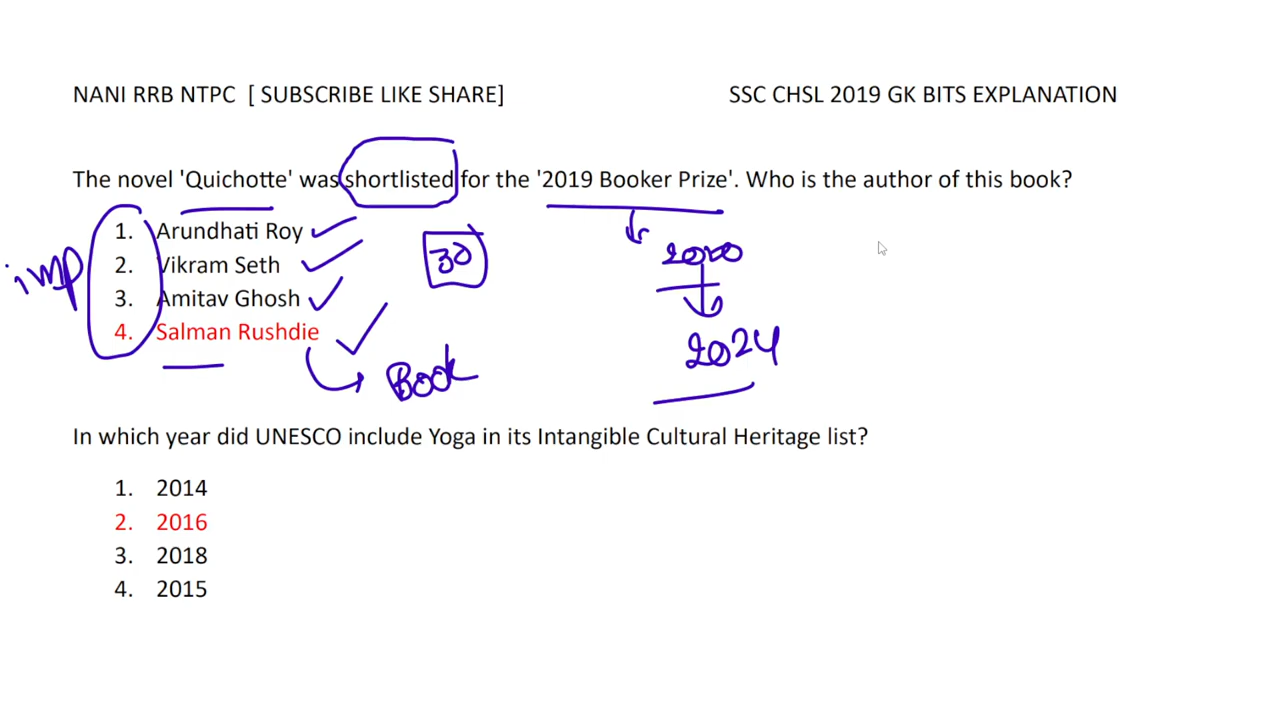 NANI RRB NTPC [ SUBSCRIBE LIKE SHARE] SSC CHSL 2019 GK BITS EXPLANATION
The novel 'Quichotte' was shortlisted for the '2019 Booker Prize'. Who is the author of this book?
1. Arundhati Roy
2. Vikram Seth
3. Amitav Ghosh
4. Salman Rushdie
imp
30
2020
2024
Book
In which year did UNESCO include Yoga in its Intangible Cultural Heritage list?
1. 2014
2. 2016
3. 2018
4. 2015